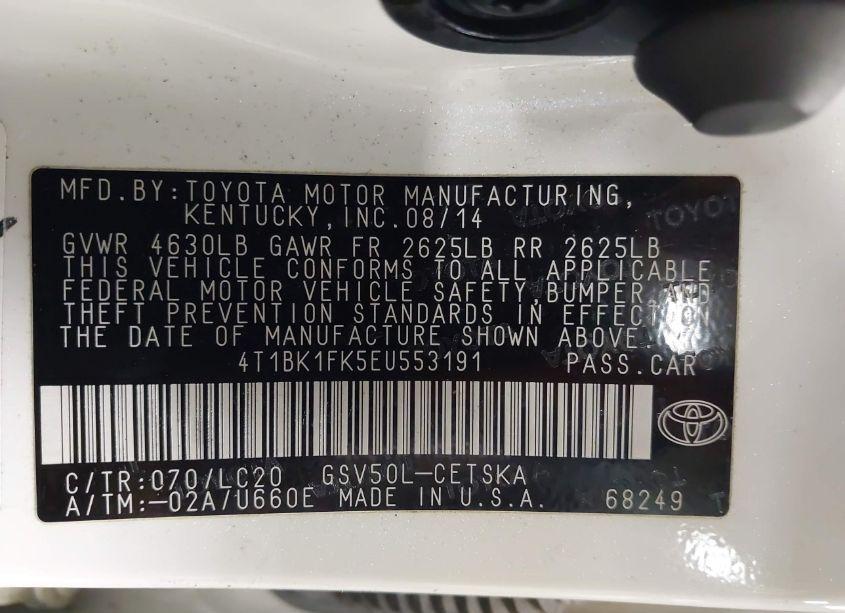 MFD.BY:TOYOTA MOTOR MANUFACTURING,
KENTUCKY,INC.08/14
GVWR 4630LB GAWR FR 2625LB RR 2625LB
THIS VEHICLE CONFORMS TO ALL APPLICABLE
FEDERAL MOTOR VEHICLE SAFETY,BUMPER,AND
THEFT PREVENTION STANDARDS IN EFFECT ON
THE DATE OF MANUFACTURE SHOWN ABOVE.
4T1BK1FK5EU553191 PASS.CAR
C/TR:070/LC20 GSV50L-CETSKA
A/TM:-02A/U660E MADE IN U.S.A. 68249